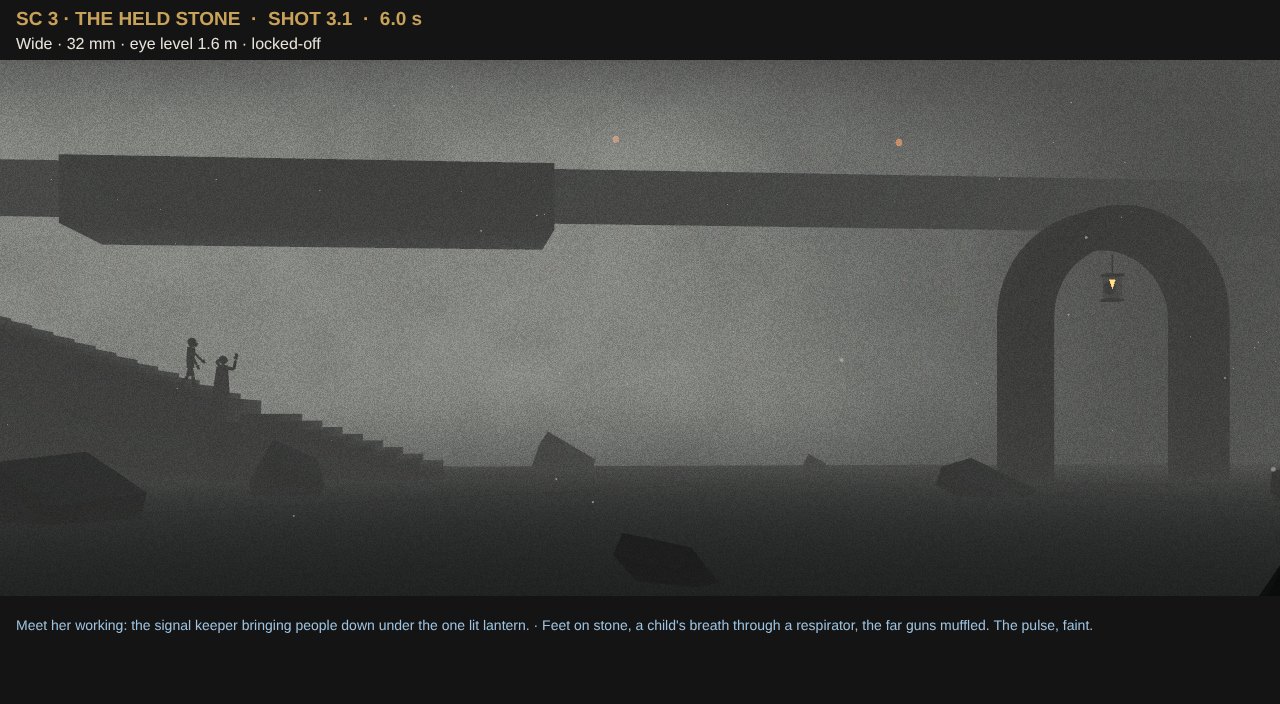 SC 3 · THE HELD STONE · SHOT 3.1 · 6.0 s
Wide · 32 mm · eye level 1.6 m · locked-off
Meet her working: the signal keeper bringing people down under the one lit lantern. · Feet on stone, a child's breath through a respirator, the far guns muffled. The pulse, faint.